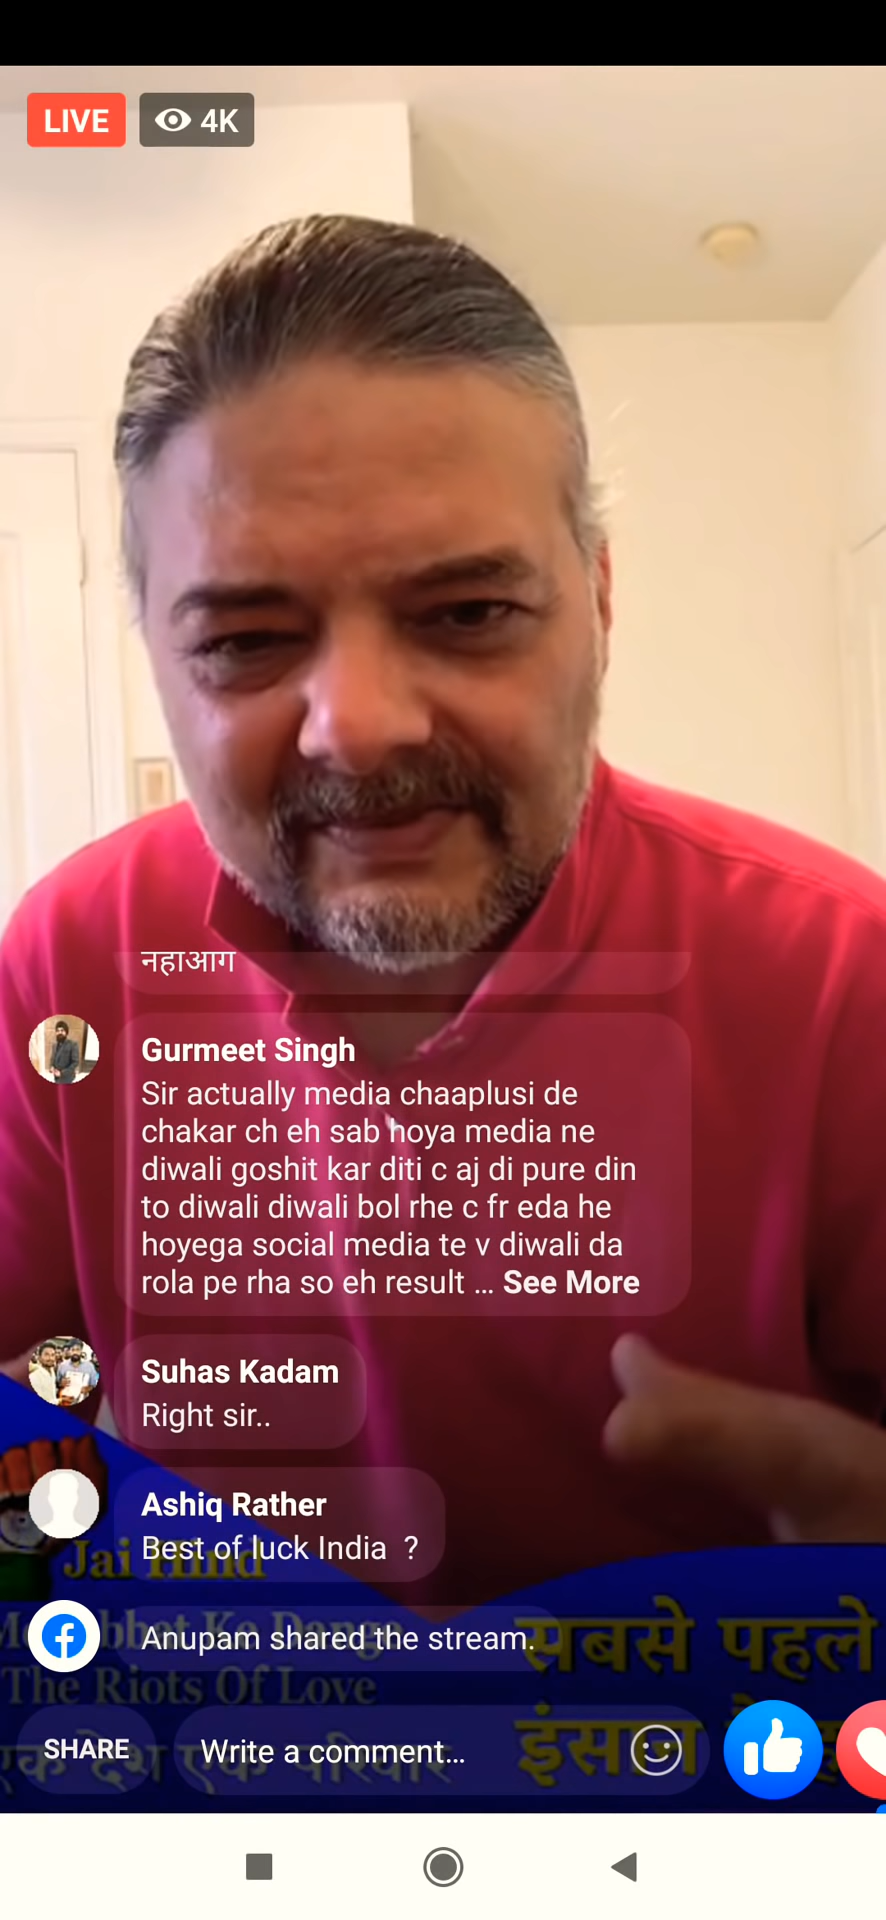 LIVE
4K
नहाआग
Gurmeet Singh
Sir actually media chaaplusi de
chakar ch eh sab hoya media ne
diwali goshit kar diti c aj di pure din
to diwali diwali bol rhe c fr eda he
hoyega social media te v diwali da
rola pe rha so eh result ... See More
Suhas Kadam
Right sir..
Ashiq Rather
Best of luck India ?
Jai Hind
Anupam shared the stream.
सबसे पहले
The Riots Of Love
SHARE
Write a comment...
इंसान
एक देश एक परिवार